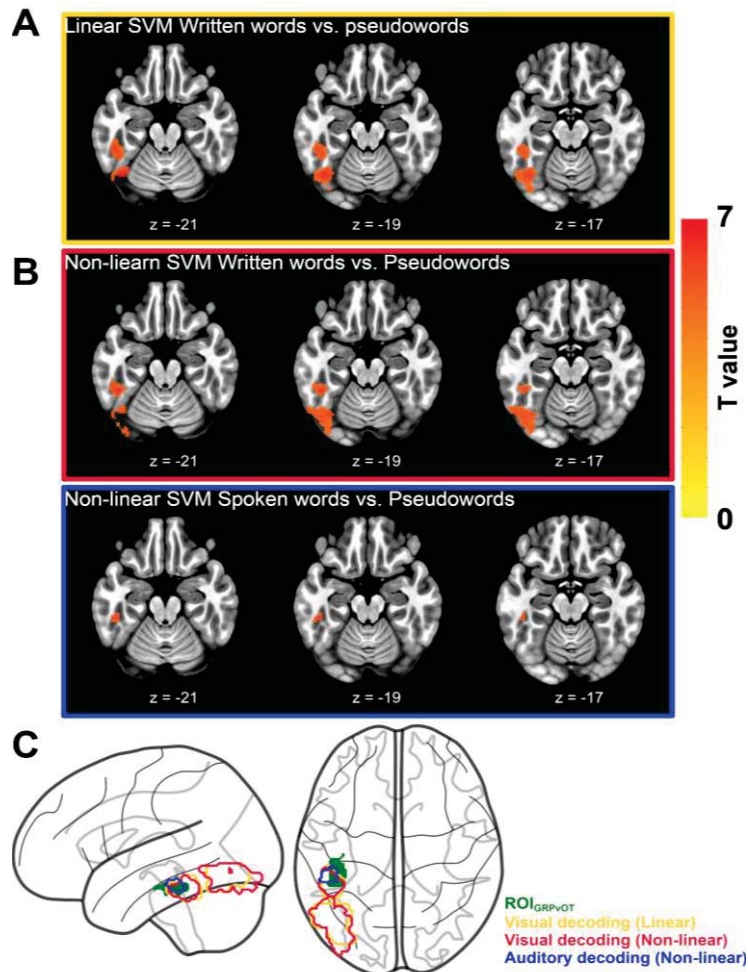 A
Linear SVM Written words vs. pseudowords
z = -21
z = -19
z = -17
B
Non-liearn SVM Written words vs. Pseudowords
z = -21
z = -19
z = -17
Non-linear SVM Spoken words vs. Pseudowords
z = -21
z = -19
z = -17
7
T value
0
C
ROIGRPvOT
Visual decoding (Linear)
Visual decoding (Non-linear)
Auditory decoding (Non-linear)